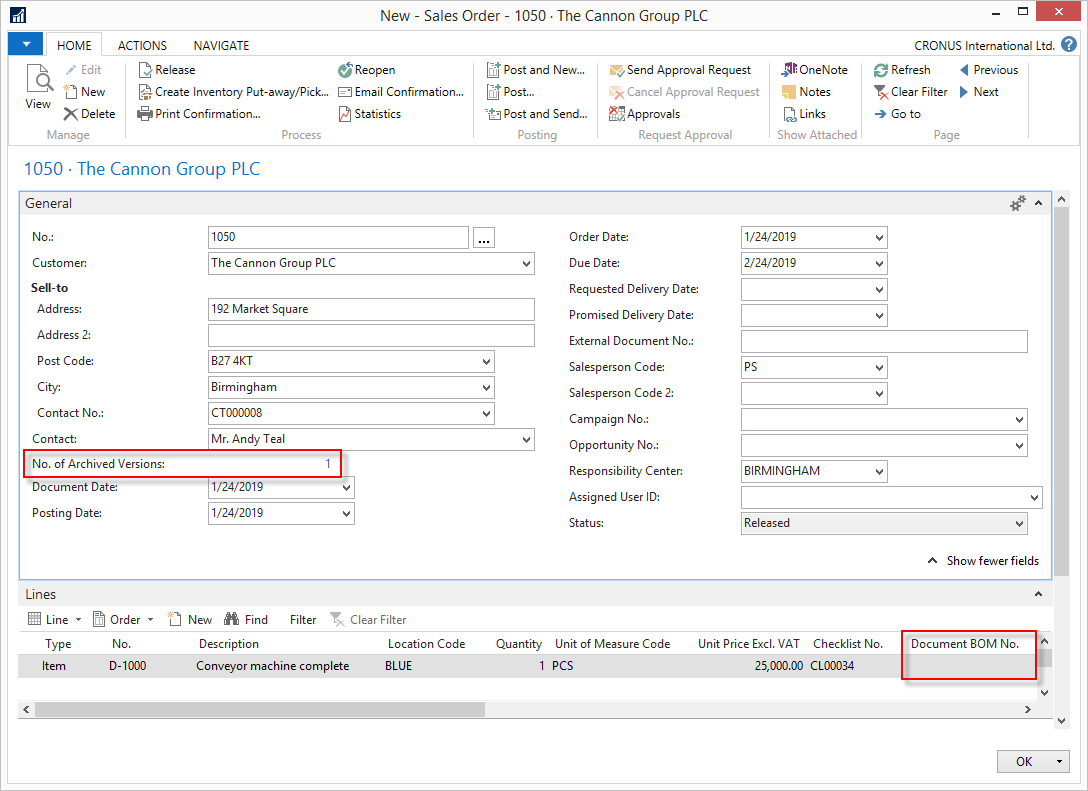 New - Sales Order - 1050 · The Cannon Group PLC
HOME ACTIONS NAVIGATE CRONUS International Ltd. ?
View
Edit
New
Delete
Manage
Release
Create Inventory Put-away/Pick...
Print Confirmation...
Reopen
Email Confirmation...
Statistics
Process
Post and New...
Post...
Post and Send...
Posting
Send Approval Request
Cancel Approval Request
Approvals
Request Approval
OneNote
Notes
Links
Show Attached
Refresh
Clear Filter
Go to
Previous
Next
Page
1050 · The Cannon Group PLC
General
No.: 1050 ...
Customer: The Cannon Group PLC
Sell-to
Address: 192 Market Square
Address 2:
Post Code: B27 4KT
City: Birmingham
Contact No.: CT000008
Contact: Mr. Andy Teal
No. of Archived Versions: 1
Document Date: 1/24/2019
Posting Date: 1/24/2019
Order Date: 1/24/2019
Due Date: 2/24/2019
Requested Delivery Date:
Promised Delivery Date:
External Document No.:
Salesperson Code: PS
Salesperson Code 2:
Campaign No.:
Opportunity No.:
Responsibility Center: BIRMINGHAM
Assigned User ID:
Status: Released
Show fewer fields
Lines
Line Order New Find Filter Clear Filter
Type No. Description Location Code Quantity Unit of Measure Code Unit Price Excl. VAT Checklist No. Document BOM No.
Item D-1000 Conveyor machine complete BLUE 1 PCS 25,000.00 CL00034
OK